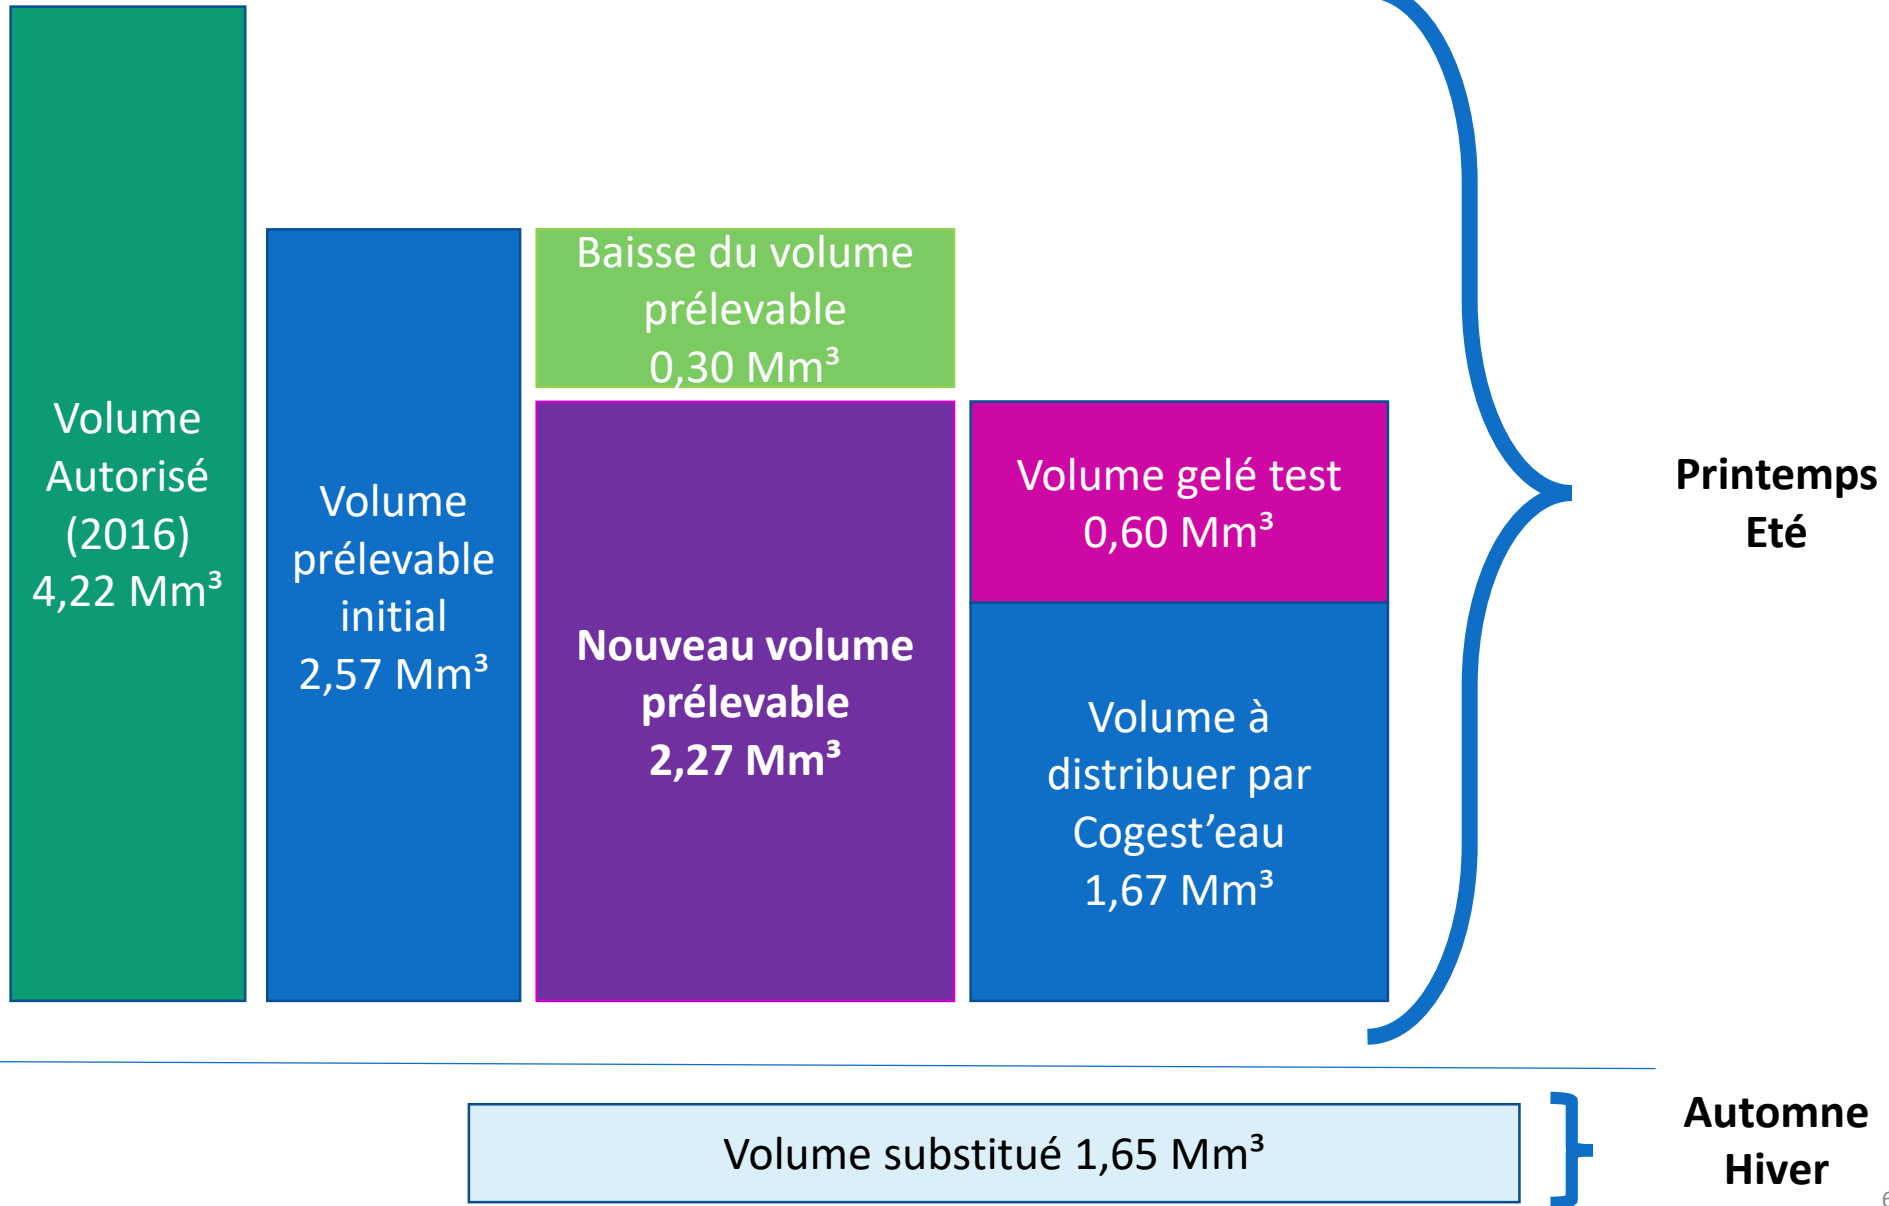 Volume
Autorisé
(2016)
4,22 Mm³
Volume
prélevable
initial
2,57 Mm³
Baisse du volume
prélevable
0,30 Mm³
Nouveau volume
prélevable
2,27 Mm³
Volume gelé test
0,60 Mm³
Volume à
distribuer par
Cogest’eau
1,67 Mm³
Printemps
Eté
Volume substitué 1,65 Mm³
Automne
Hiver
6